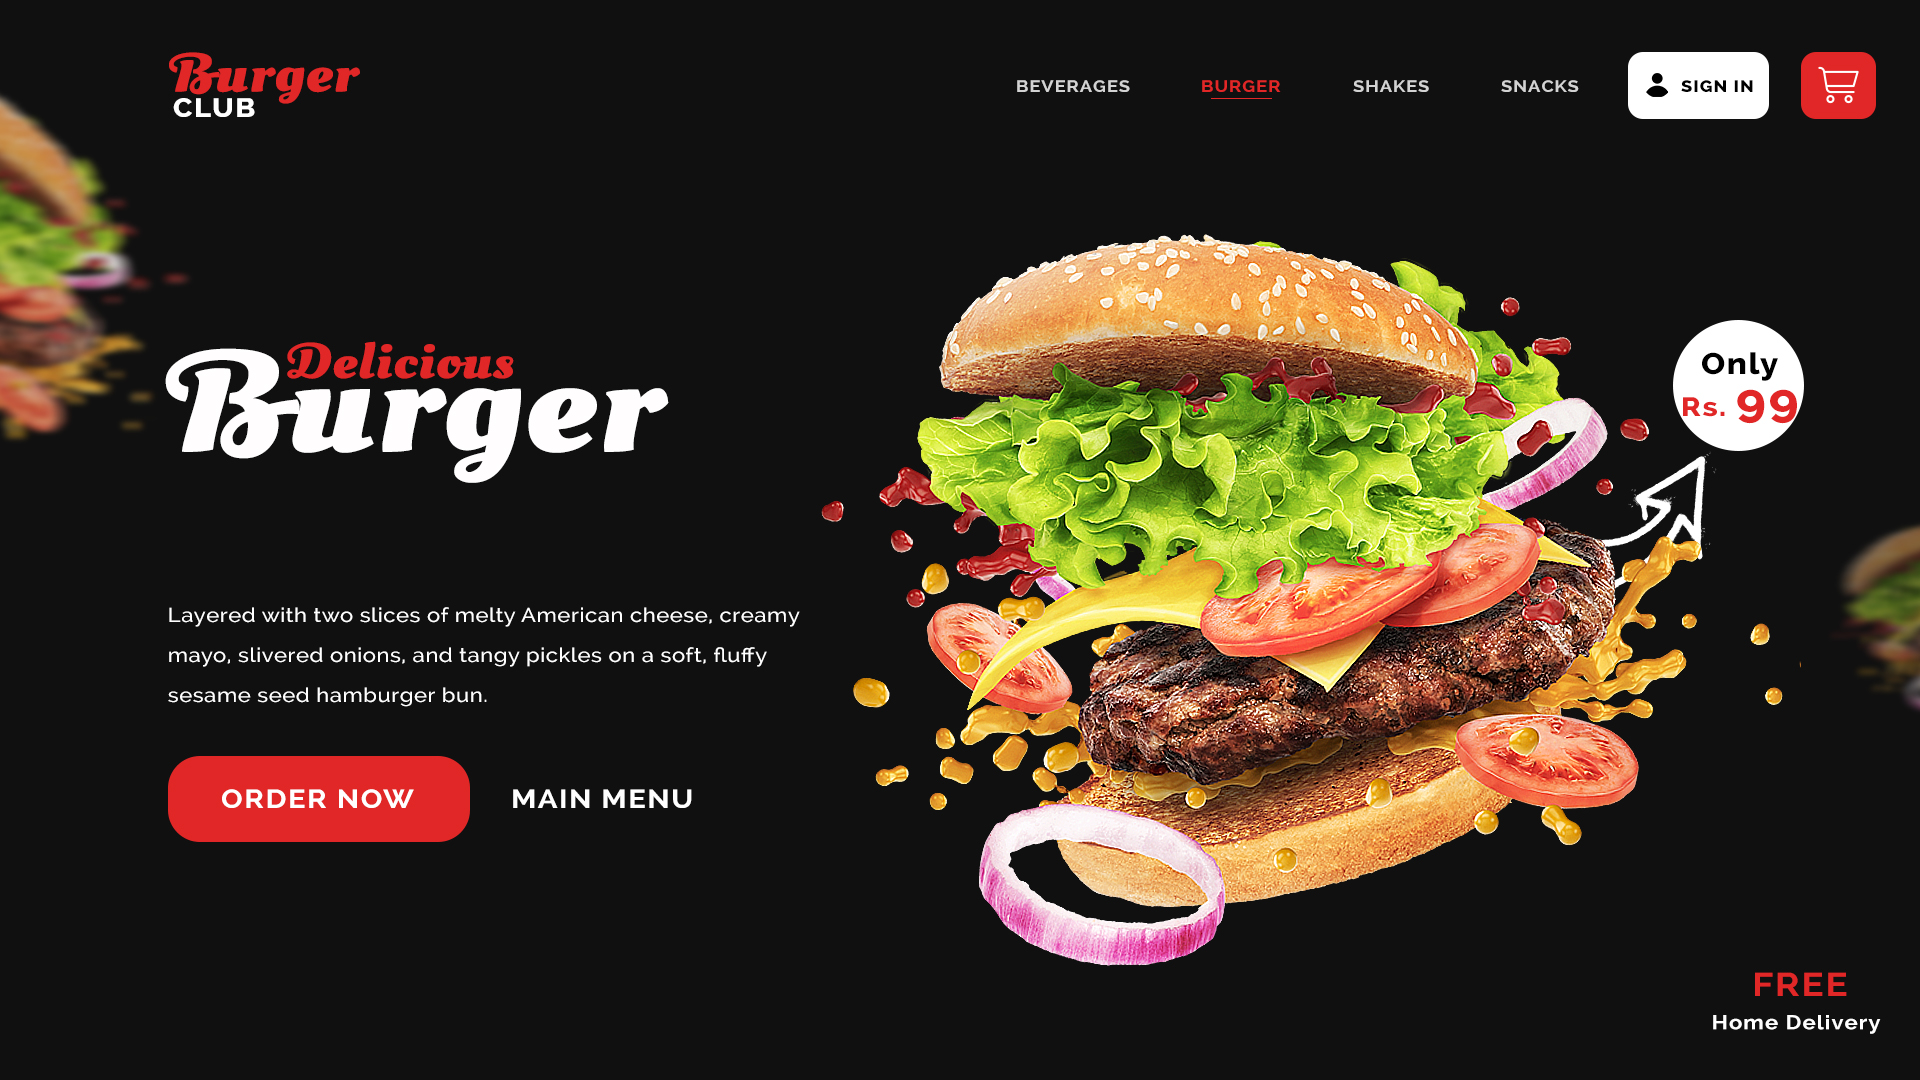 Burger
CLUB
BEVERAGES
BURGER
SHAKES
SNACKS
SIGN IN
Delicious
Burger
Only
Rs. 99
Layered with two slices of melty American cheese, creamy
mayo, slivered onions, and tangy pickles on a soft, fluffy
sesame seed hamburger bun.
ORDER NOW
MAIN MENU
FREE
Home Delivery